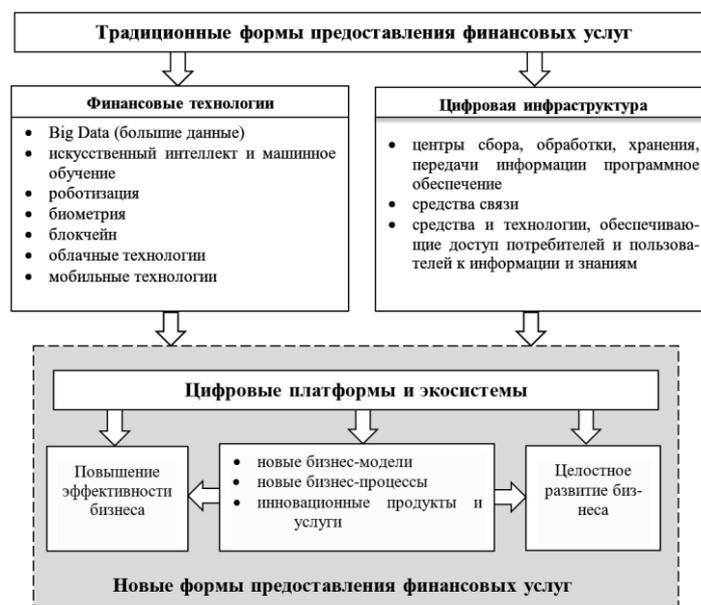 Традиционные формы предоставления финансовых услуг
Финансовые технологии
• Big Data (большие данные)
• искусственный интеллект и машинное
обучение
• роботизация
• биометрия
• блокчейн
• облачные технологии
• мобильные технологии
Цифровая инфраструктура
• центры сбора, обработки, хранения,
передачи информации программное
обеспечение
• средства связи
• средства и технологии, обеспечиваю-
щие доступ потребителей и пользова-
телей к информации и знаниям
Цифровые платформы и экосистемы
Повышение
эффективности
бизнеса
• новые бизнес-модели
• новые бизнес-процессы
• инновационные продукты и
услуги
Целостное
развитие биз-
неса
Новые формы предоставления финансовых услуг